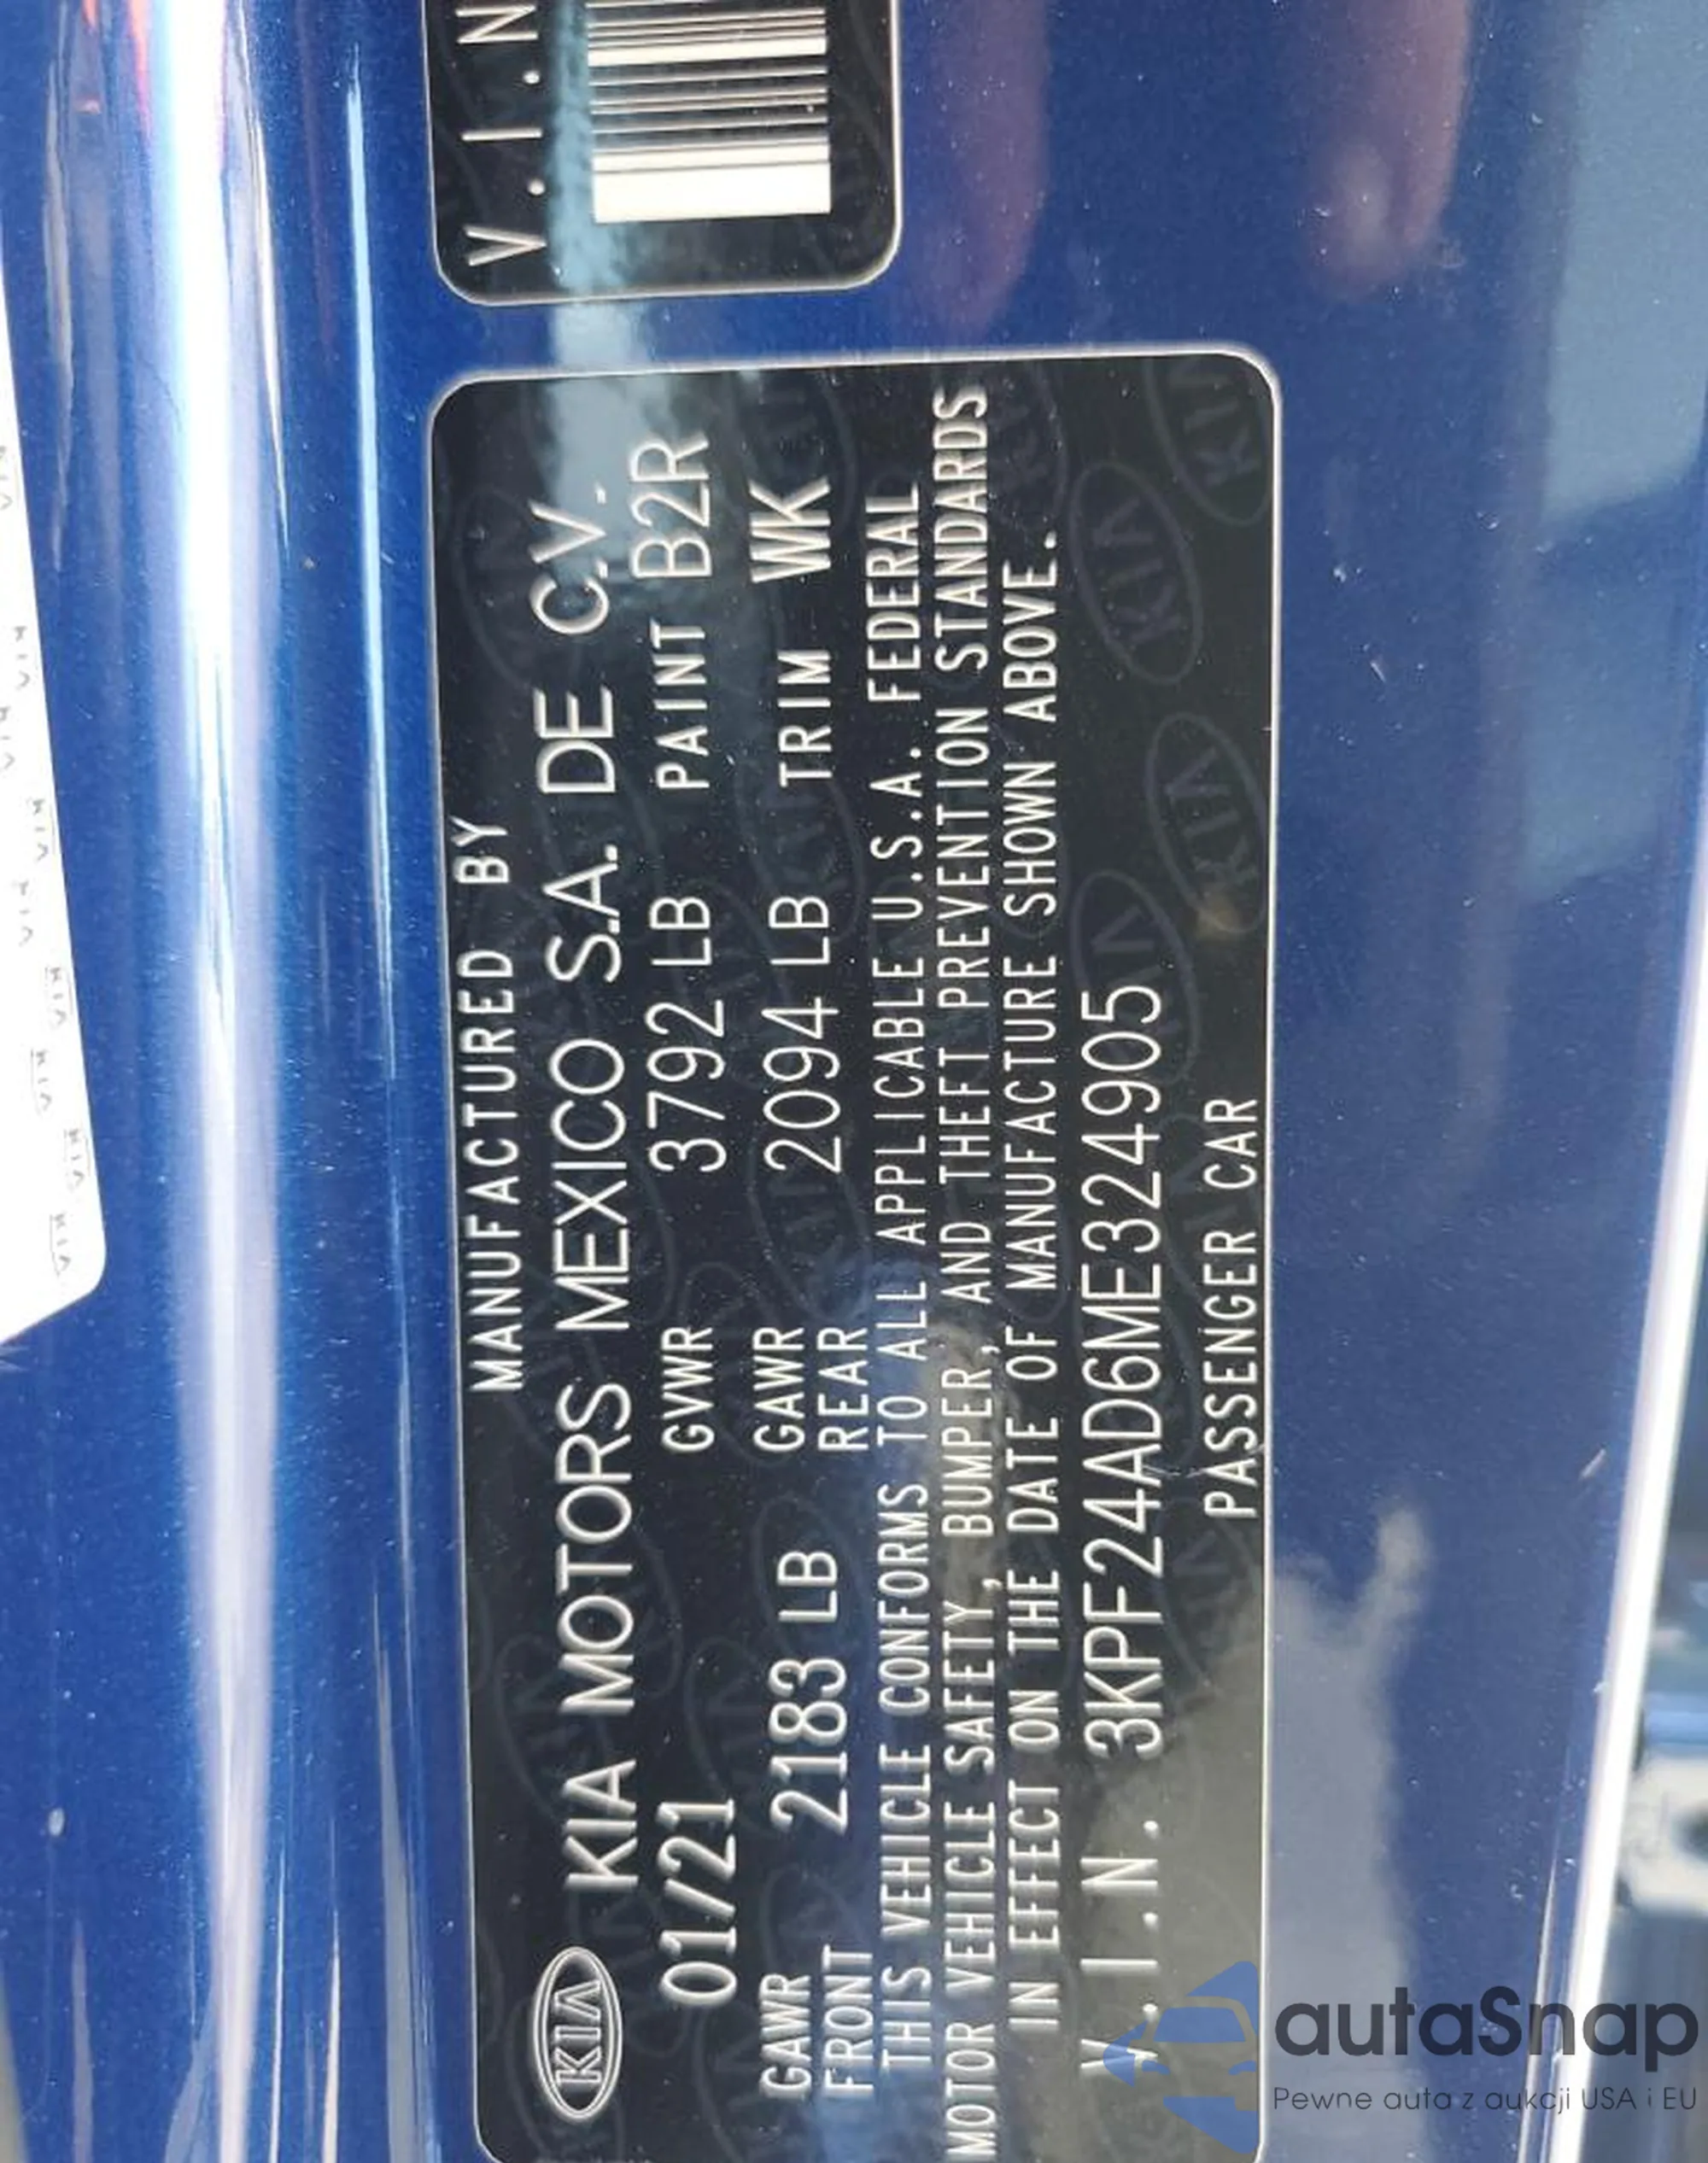 MANUFACTURED BY
KIA KIA MOTORS MEXICO S.A. DE C.V.
01/21 GVWR 3792 LB PAINT B2R
GAWR FRONT 2183 LB GAWR REAR 2094 LB TRIM WK
THIS VEHICLE CONFORMS TO ALL APPLICABLE U.S.A. FEDERAL
MOTOR VEHICLE SAFETY, BUMPER, AND THEFT PREVENTION STANDARDS
IN EFFECT ON THE DATE OF MANUFACTURE SHOWN ABOVE.
V.I.N. 3KPF24AD6ME324905
PASSENGER CAR
V.I.N
autaSnap
Pewne auta z aukcji USA i EU